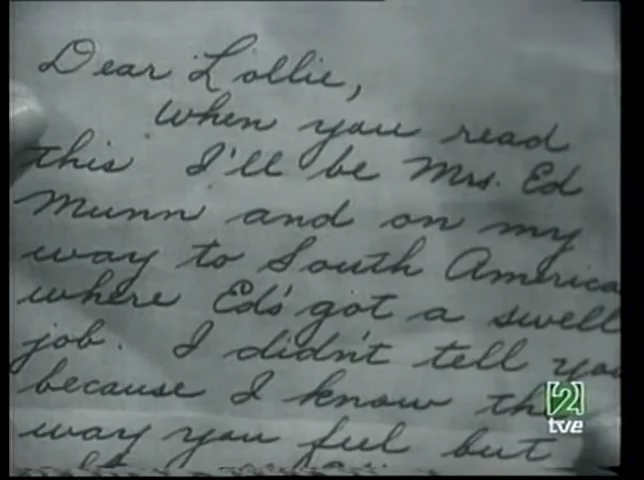 Dear Lollie,
When you read
this I'll be Mrs. Ed
Munn and on my
way to South America
where Ed's got a swell
job. I didn't tell you
because I know the
way you feel but
2
tve